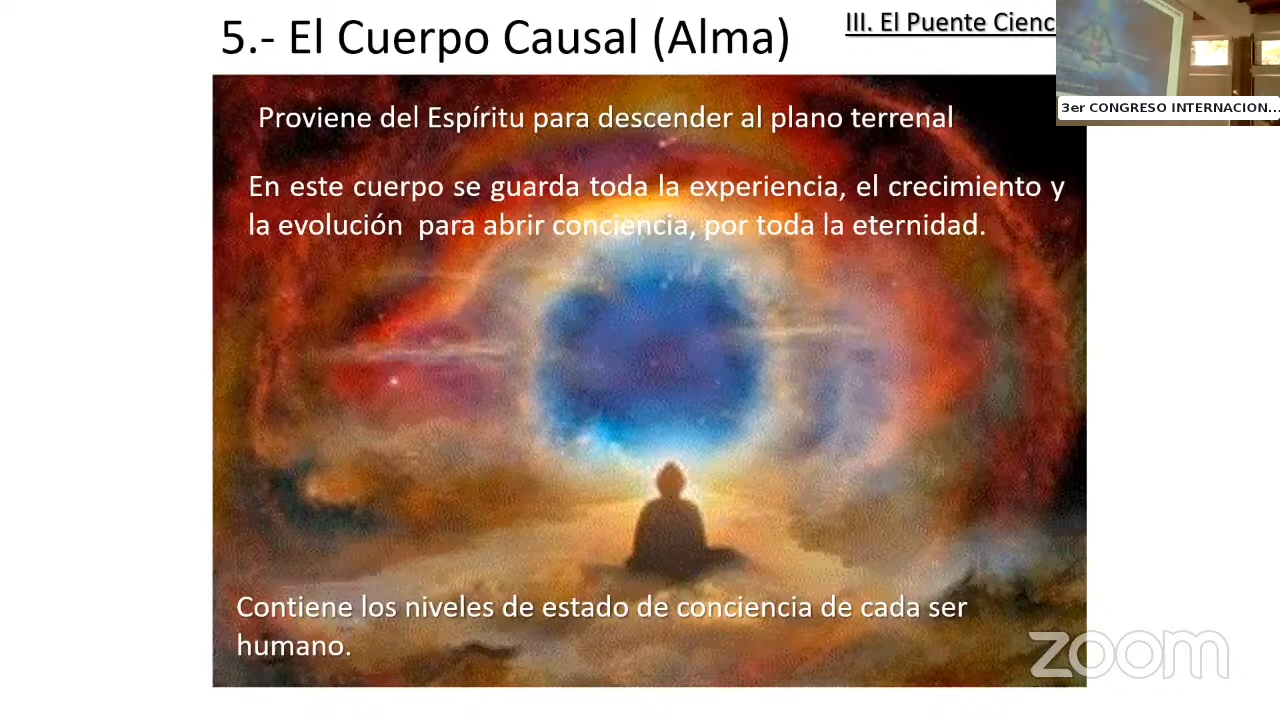 5.- El Cuerpo Causal (Alma)
III. El Puente Cienc
3er CONGRESO INTERNACION...
Proviene del Espíritu para descender al plano terrenal
En este cuerpo se guarda toda la experiencia, el crecimiento y
la evolución para abrir conciencia, por toda la eternidad.
Contiene los niveles de estado de conciencia de cada ser
humano.
zoom